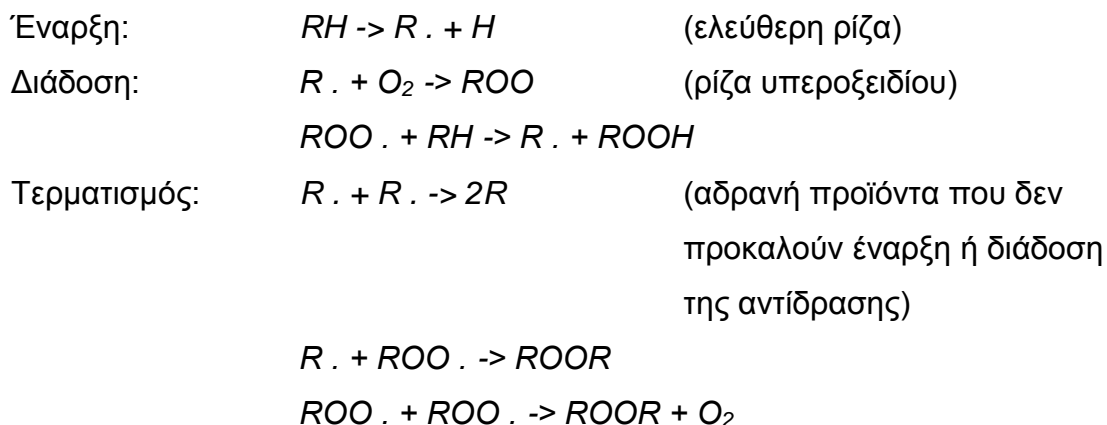 Έναρξη: RH -> R . + H (ελεύθερη ρίζα)
Διάδοση: R . + O₂ -> ROO (ρίζα υπεροξειδίου)
ROO . + RH -> R . + ROOH
Τερματισμός: R . + R . -> 2R (αδρανή προϊόντα που δεν
προκαλούν έναρξη ή διάδοση
της αντίδρασης)
R . + ROO . -> ROOR
ROO . + ROO . -> ROOR + O₂